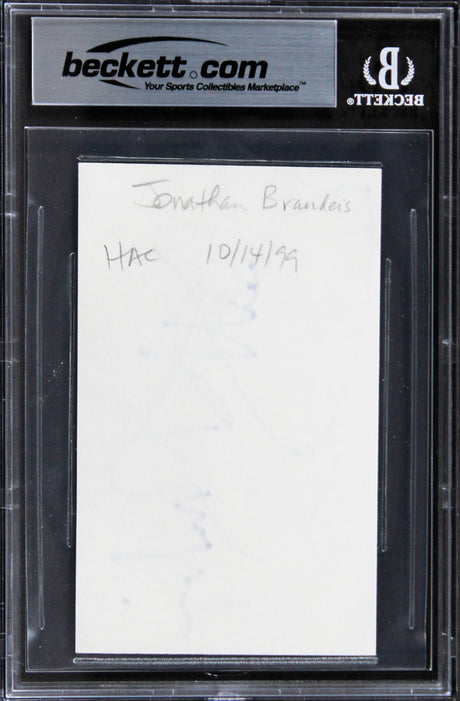 beckett.com
Your Sports Collectibles Marketplace™
BECKETT®
Jonathan Brandeis
HAC 10/14/99